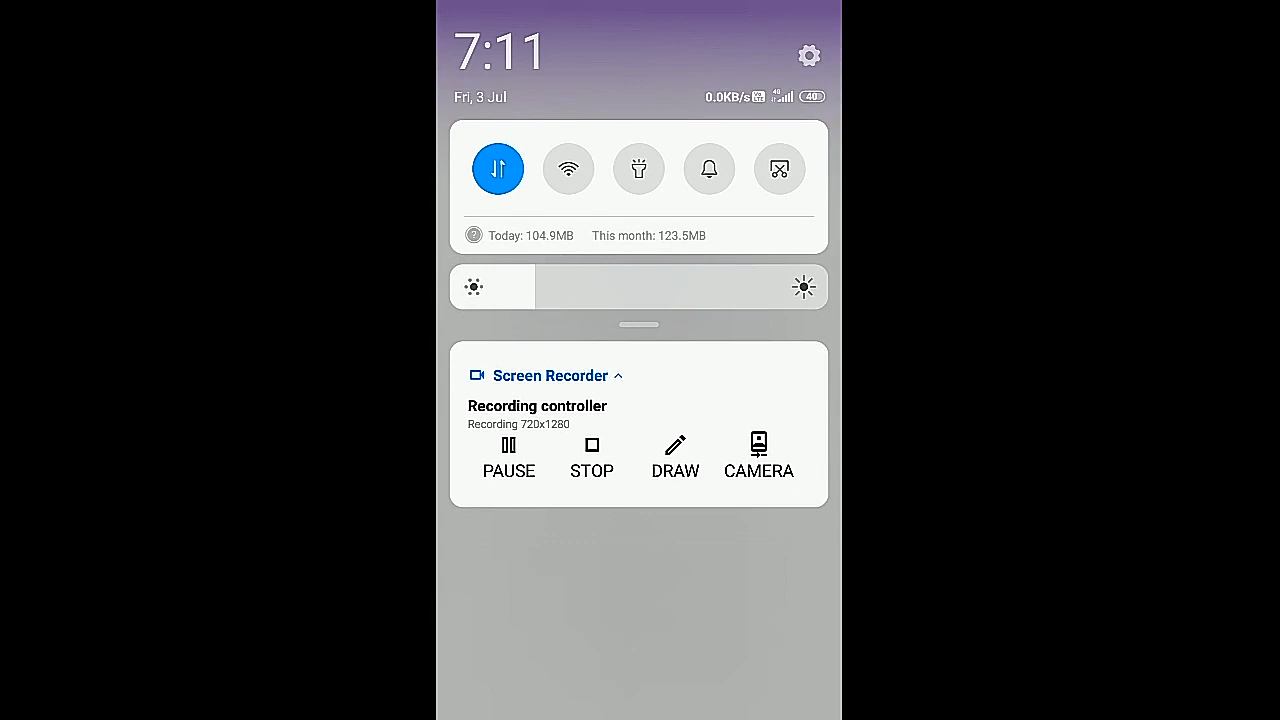 7:11
Fri, 3 Jul
0.0KB/s 4G 40
Today: 104.9MB This month: 123.5MB
Screen Recorder
Recording controller
Recording 720x1280
PAUSE STOP DRAW CAMERA